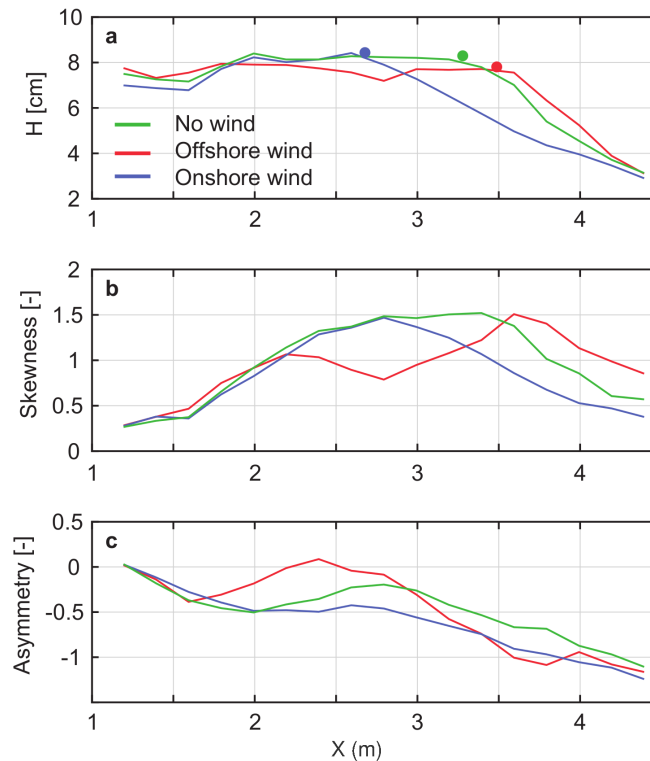 a
H [cm]
10
8
6
4
2
No wind
Offshore wind
Onshore wind
1
2
3
4
b
Skewness [-]
2
1.5
1
0.5
0
1
2
3
4
c
Asymmetry [-]
0.5
0
-0.5
-1
1
2
3
4
X (m)